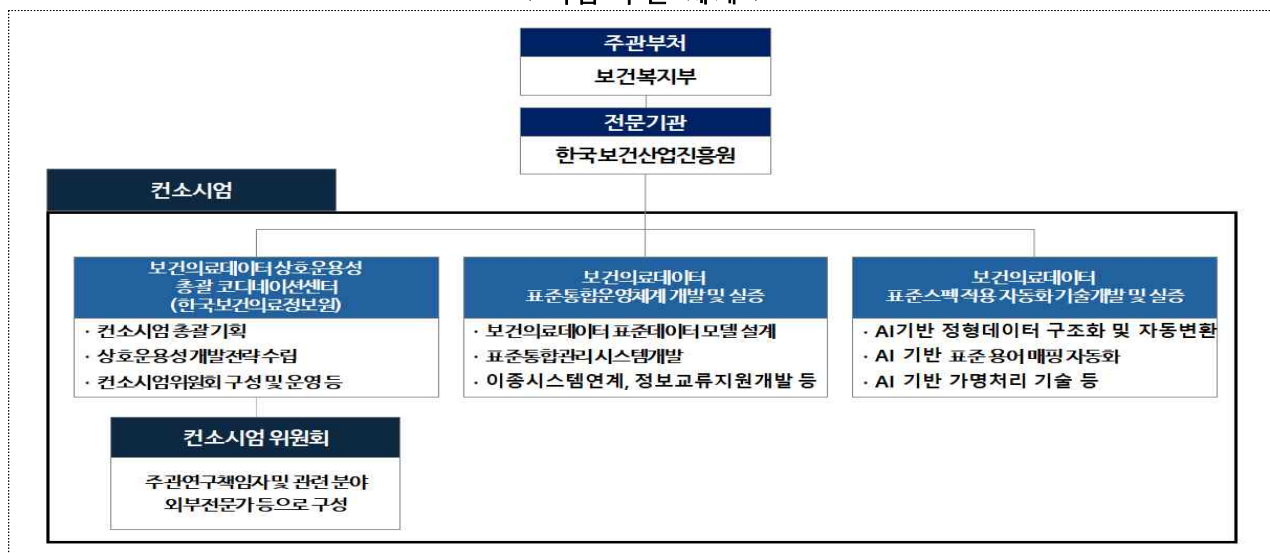 주관부처
보건복지부
전문기관
한국보건산업진흥원
컨소시엄
보건의료데이터 상호운용성
총괄 코디네이션센터
(한국보건의료정보원)
· 컨소시엄 총괄 기획
· 상호운용성 개발전략 수립
· 컨소시엄위원회 구성 및 운영 등
보건의료데이터
표준통합운영체계 개발 및 실증
· 보건의료데이터 표준데이터 모델 설계
· 표준통합관리 시스템개발
· 이종시스템연계, 정보교류지원개발 등
보건의료데이터
표준스펙 적용 자동화 기술개발 및 실증
· AI기반 정형데이터 구조화 및 자동변환
· AI 기반 표준 용어 매핑 자동화
· AI 기반 가명처리 기술 등
컨소시엄 위원회
주관연구책임자 및 관련 분야
외부전문가 등으로 구성